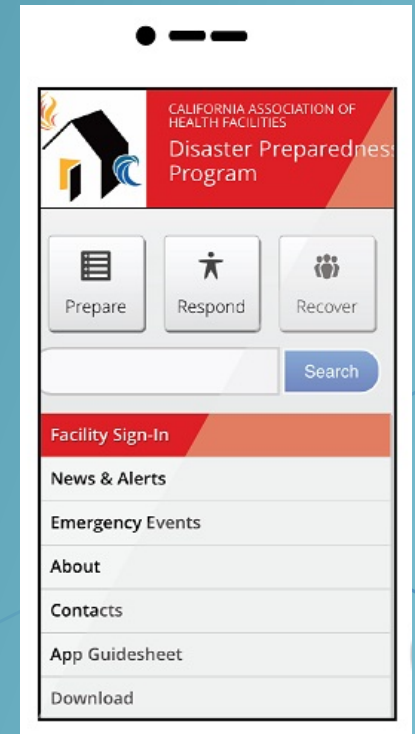 CALIFORNIA ASSOCIATION OF
HEALTH FACILITIES
Disaster Preparednes
Program
Prepare
Respond
Recover
Search
Facility Sign-In
News & Alerts
Emergency Events
About
Contacts
App Guidesheet
Download